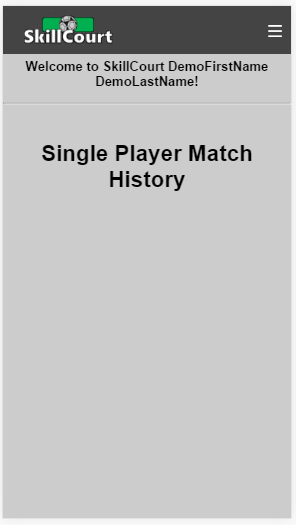 SkillCourt
Welcome to SkillCourt DemoFirstName
DemoLastName!
Single Player Match
History